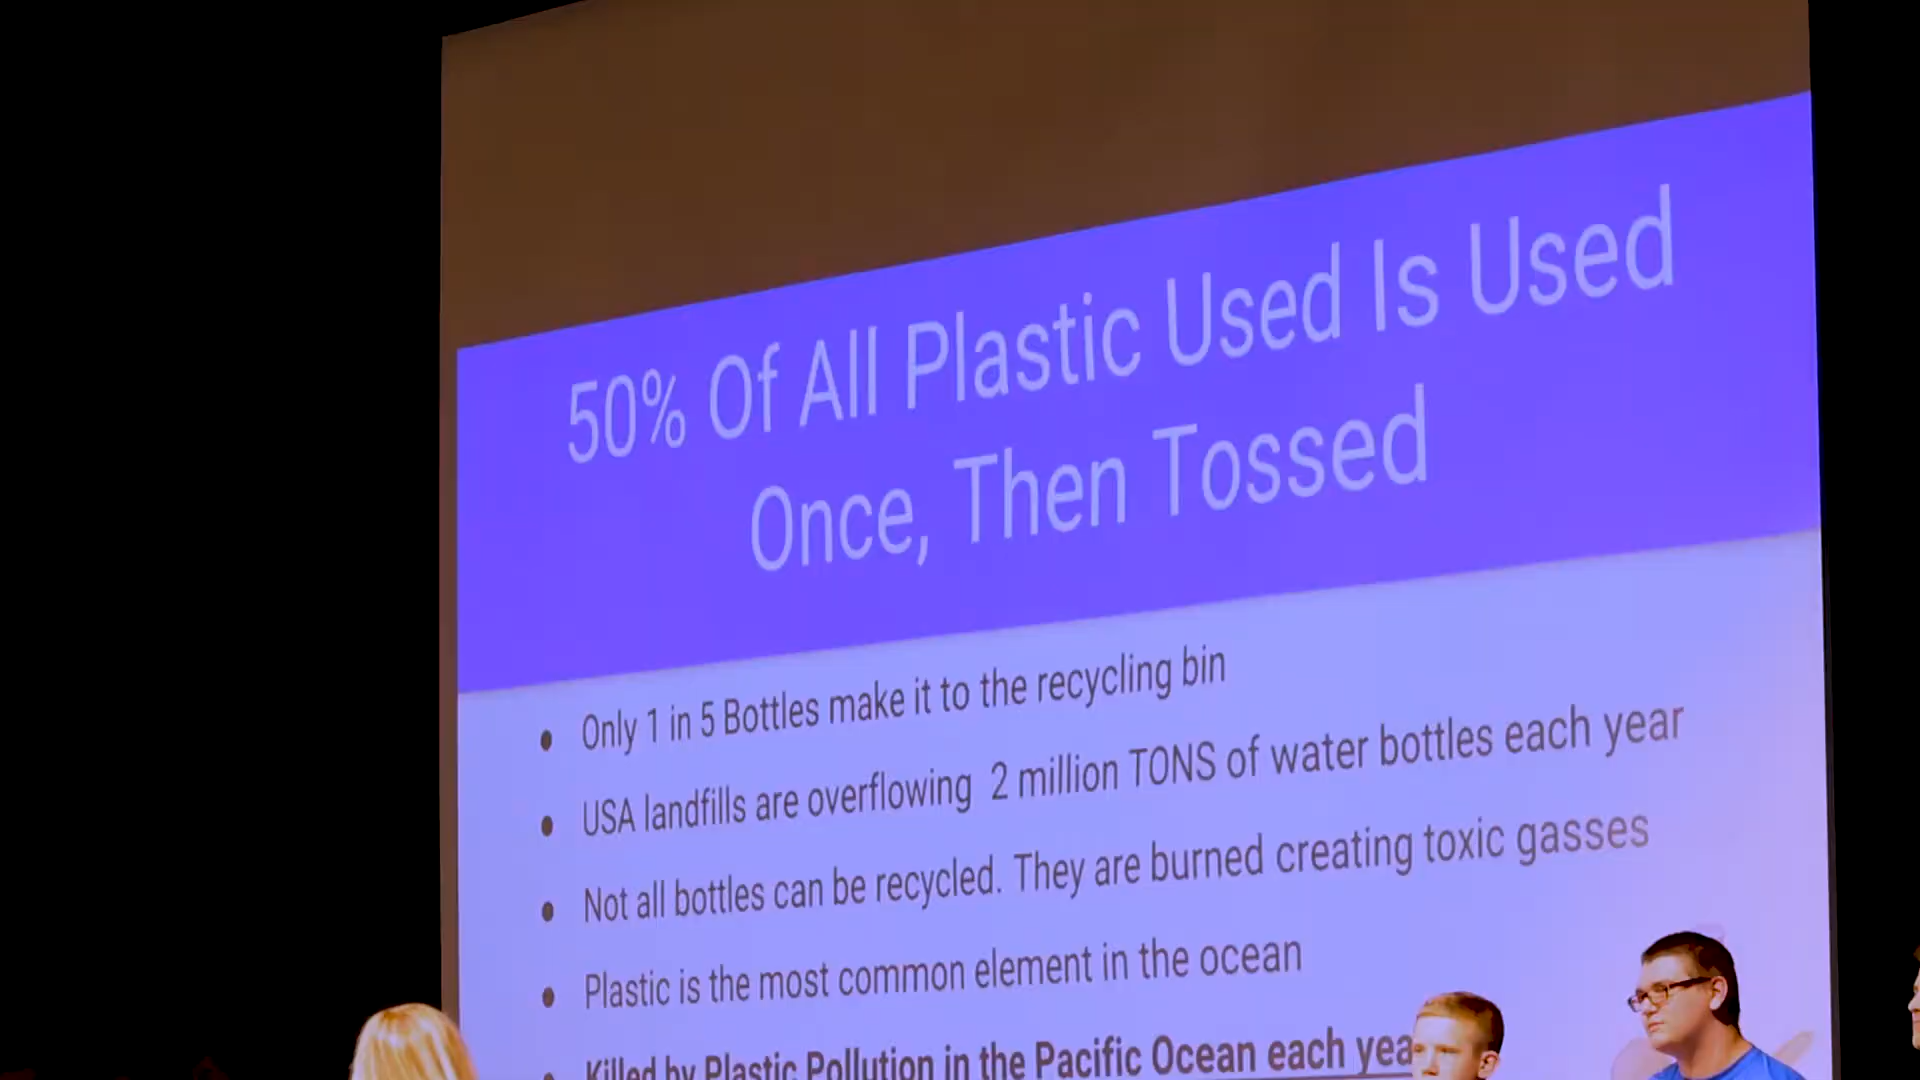 50% Of All Plastic Used Is Used
Once, Then Tossed
• Only 1 in 5 Bottles make it to the recycling bin
• USA landfills are overflowing 2 million TONS of water bottles each year
• Not all bottles can be recycled. They are burned creating toxic gasses
• Plastic is the most common element in the ocean
• Killed by Plastic Pollution in the Pacific Ocean each yea